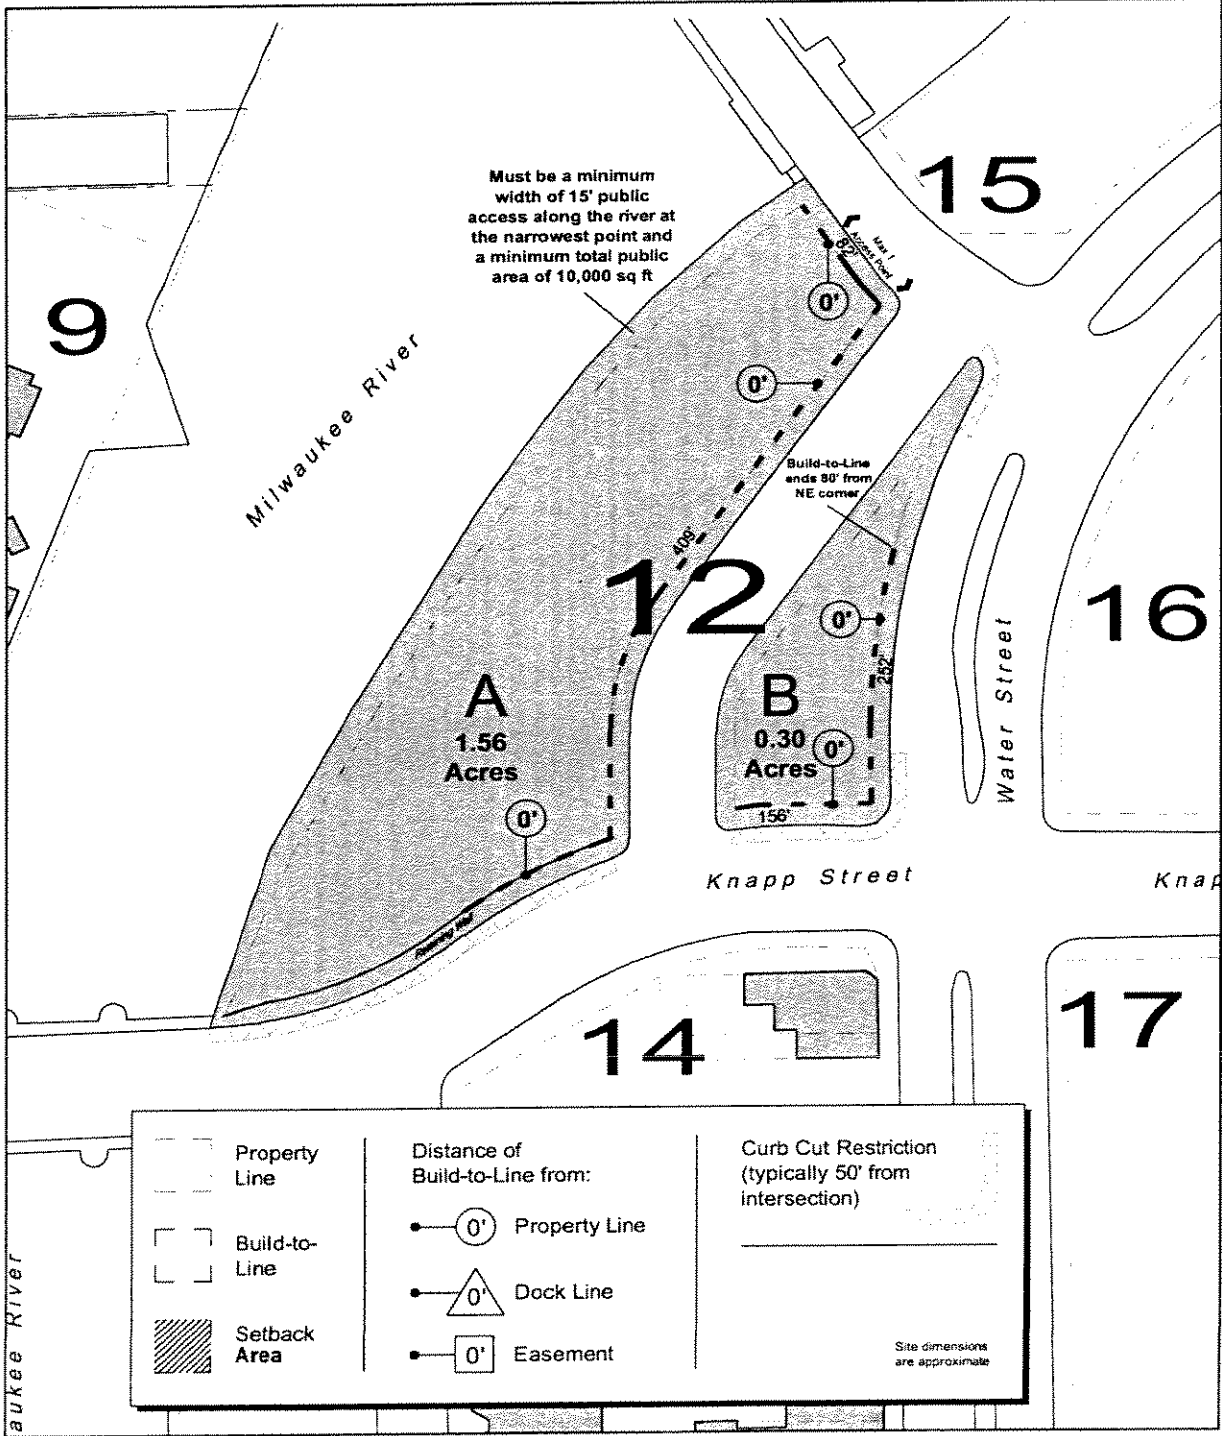 15
Must be a minimum
width of 15' public
access along the river at
the narrowest point and
a minimum total public
area of 10,000 sq ft
Max 1
Access Point
82'
0'
9
Milwaukee River
0'
Build-to-Line
ends 80' from
NE corner
409'
12
16
0'
252'
Water Street
A
1.56
Acres
B
0.30
Acres
0'
0'
156'
Knapp Street
Knap
Retaining Wall
14
17
Property
Line
Build-to-
Line
Setback
Area
Distance of
Build-to-Line from:
0' Property Line
0' Dock Line
0' Easement
Curb Cut Restriction
(typically 50' from
intersection)
Site dimensions
are approximate
aukee River